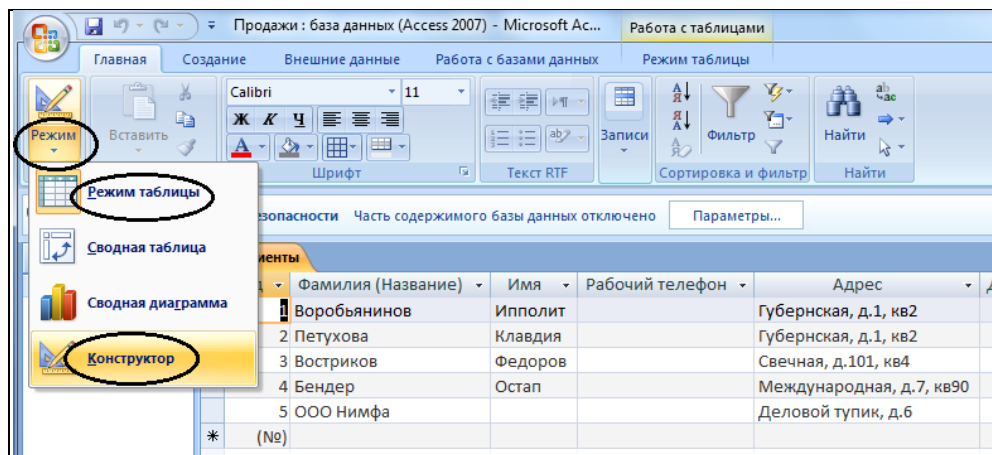 Продажи : база данных (Access 2007) - Microsoft Ac... Работа с таблицами
Главная Создание Внешние данные Работа с базами данных Режим таблицы
Режим Вставить Calibri 11 Ж К Ч Записи Фильтр Найти
Шрифт Текст RTF Сортировка и фильтр Найти
Режим таблицы
Часть содержимого базы данных отключено Параметры...
Сводная таблица
Фамилия (Название) Имя Рабочий телефон Адрес
Сводная диаграмма
1 Воробьянинов Ипполит Губернская, д.1, кв2
2 Петухова Клавдия Губернская, д.1, кв2
Конструктор
3 Востриков Федоров Свечная, д.101, кв4
4 Бендер Остап Международная, д.7, кв90
5 ООО Нимфа Деловой тупик, д.6
(№)